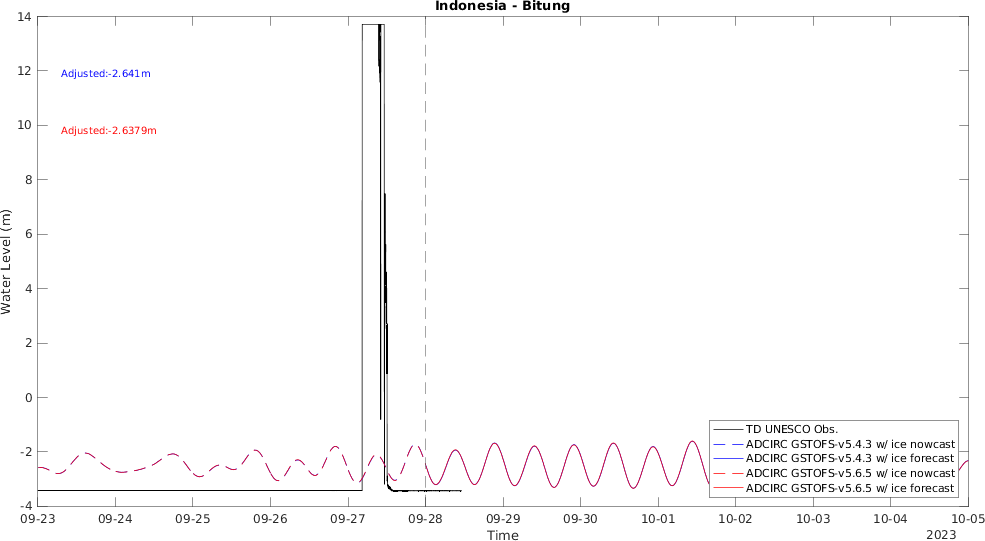 Indonesia - Bitung
14
12
10
8
6
4
2
0
-2
-4
Water Level (m)
Adjusted:-2.641m
Adjusted:-2.6379m
TD UNESCO Obs.
ADCIRC GSTOFS-v5.4.3 w/ ice nowcast
ADCIRC GSTOFS-v5.4.3 w/ ice forecast
ADCIRC GSTOFS-v5.6.5 w/ ice nowcast
ADCIRC GSTOFS-v5.6.5 w/ ice forecast
09-23 09-24 09-25 09-26 09-27 09-28 09-29 09-30 10-01 10-02 10-03 10-04 10-05
Time
2023